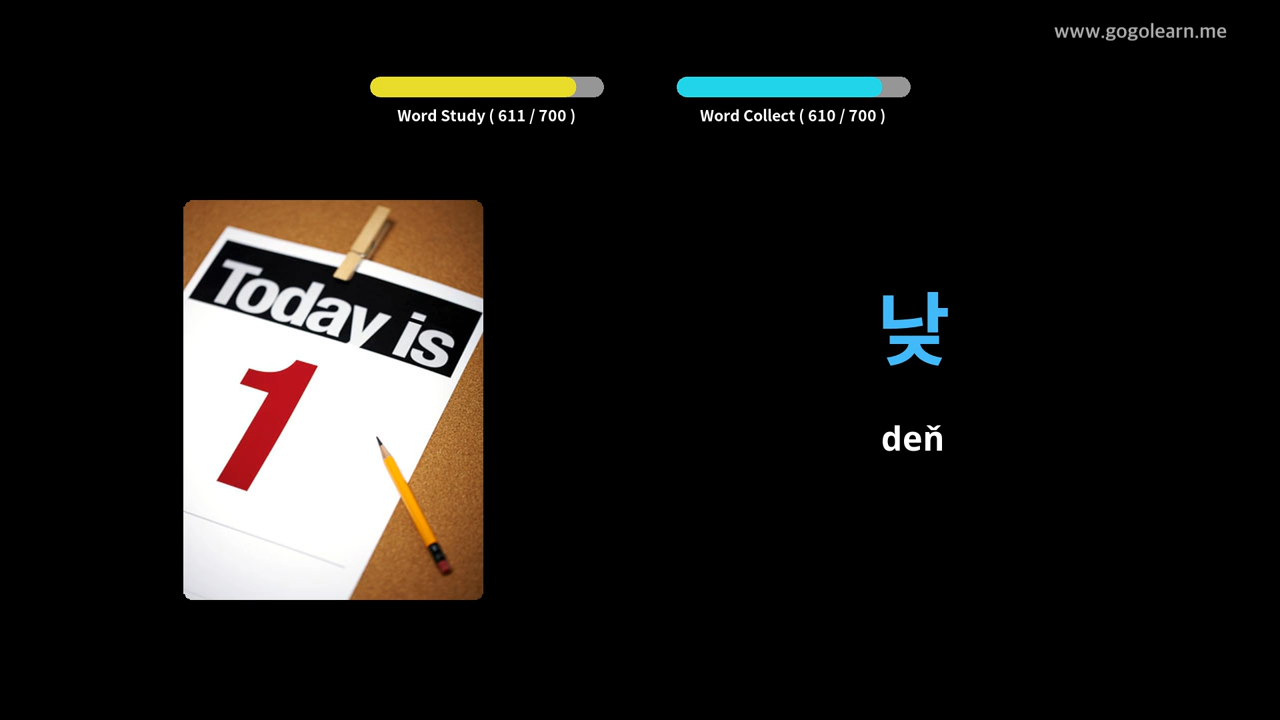 www.gogolearn.me
Word Study ( 611 / 700 )
Word Collect ( 610 / 700 )
Today is
1
낮
deň